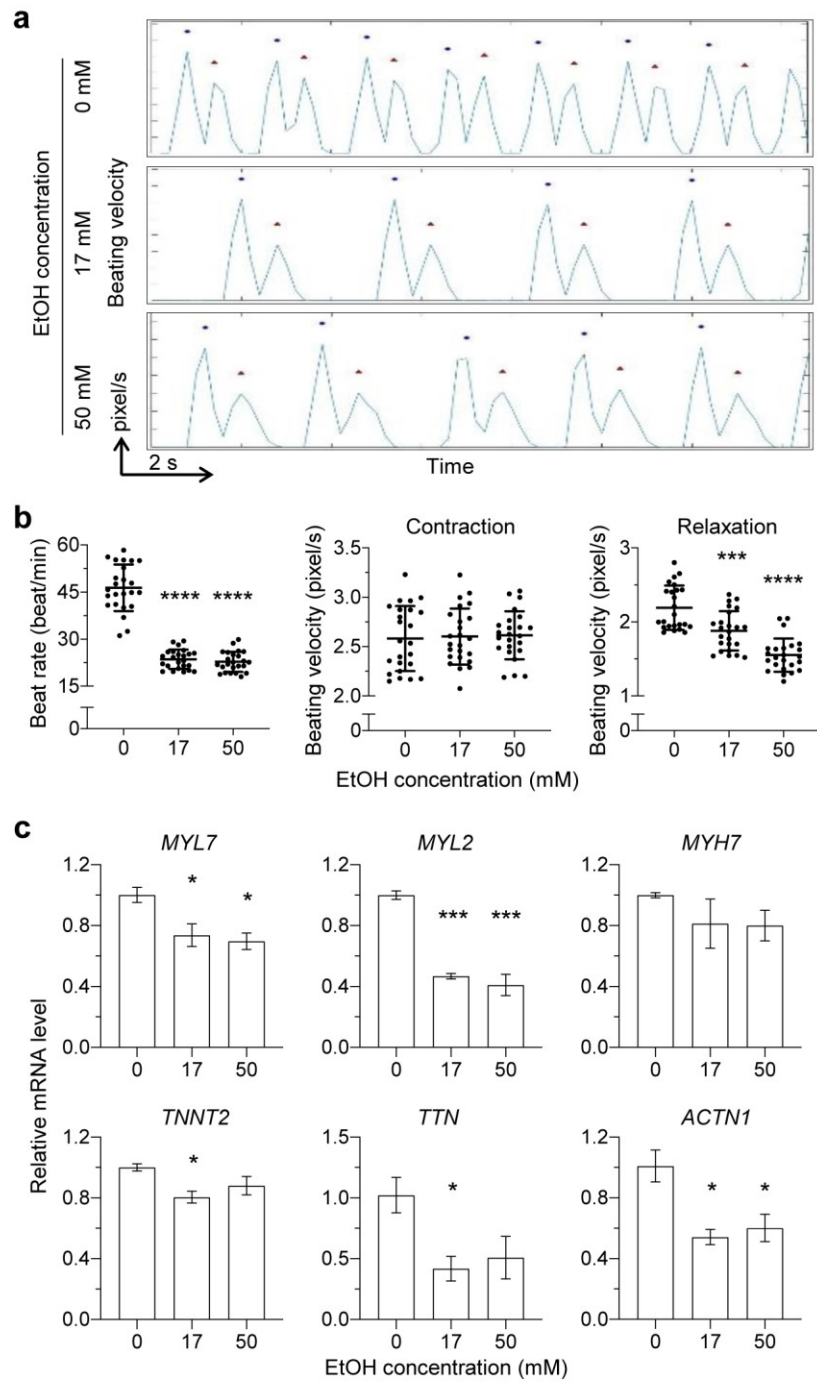 a
EtOH concentration
0 mM
17 mM
50 mM
Beating velocity
pixel/s
2 s
Time
b
Contraction
Relaxation
Beat rate (beat/min)
60
45
30
15
0
**** ****
0 17 50
Beating velocity (pixel/s)
3.5
3.0
2.5
2.0
0
0 17 50
Beating velocity (pixel/s)
3
2
1
0
***
****
0 17 50
EtOH concentration (mM)
c
Relative mRNA level
MYL7
1.2
0.8
0.4
0.0
* *
0 17 50
MYL2
1.2
0.8
0.4
0.0
*** ***
0 17 50
MYH7
1.2
0.8
0.4
0.0
0 17 50
TNNT2
1.2
0.8
0.4
0.0
*
0 17 50
TTN
1.5
1.0
0.5
0.0
*
0 17 50
ACTN1
1.2
0.8
0.4
0.0
* *
0 17 50
EtOH concentration (mM)